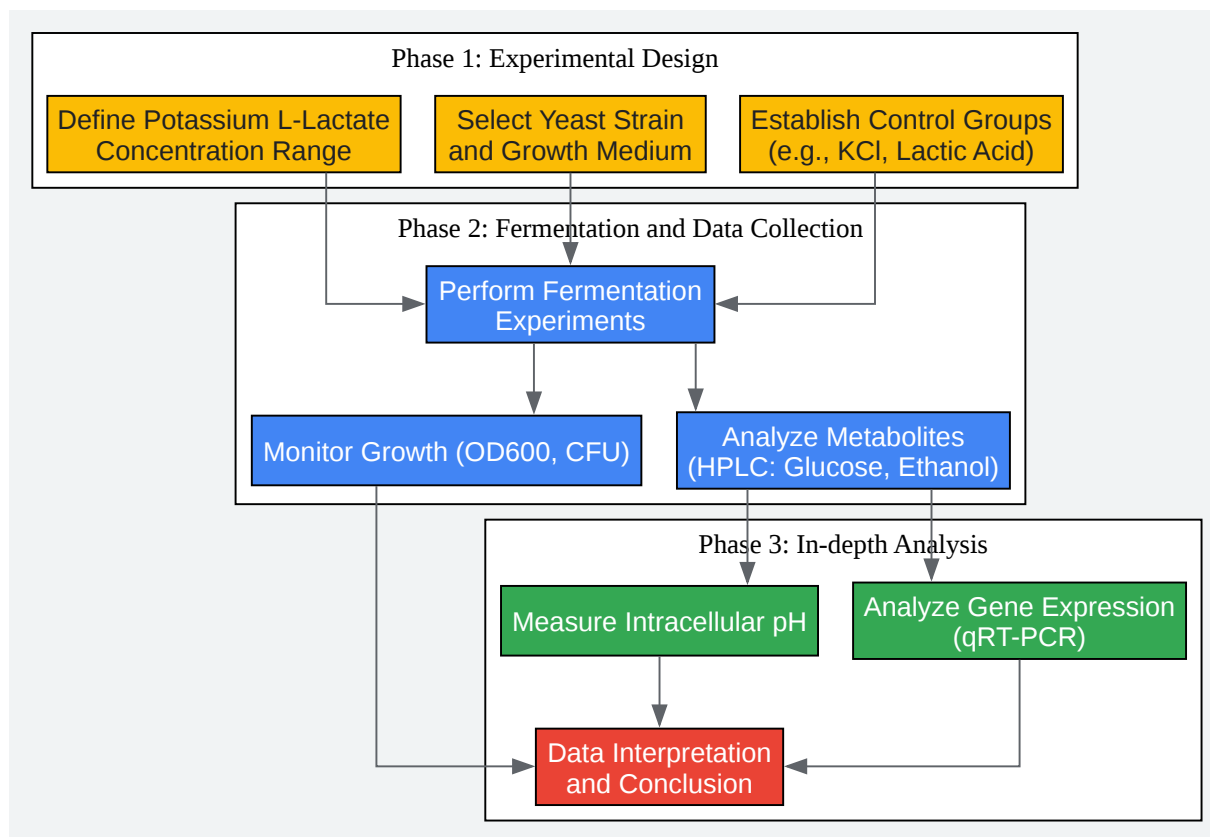 Phase 1: Experimental Design
Define Potassium L-Lactate
Concentration Range
Select Yeast Strain
and Growth Medium
Establish Control Groups
(e.g., KCl, Lactic Acid)
Phase 2: Fermentation and Data Collection
Perform Fermentation
Experiments
Monitor Growth (OD600, CFU)
Analyze Metabolites
(HPLC: Glucose, Ethanol)
Phase 3: In-depth Analysis
Measure Intracellular pH
Analyze Gene Expression
(qRT-PCR)
Data Interpretation
and Conclusion